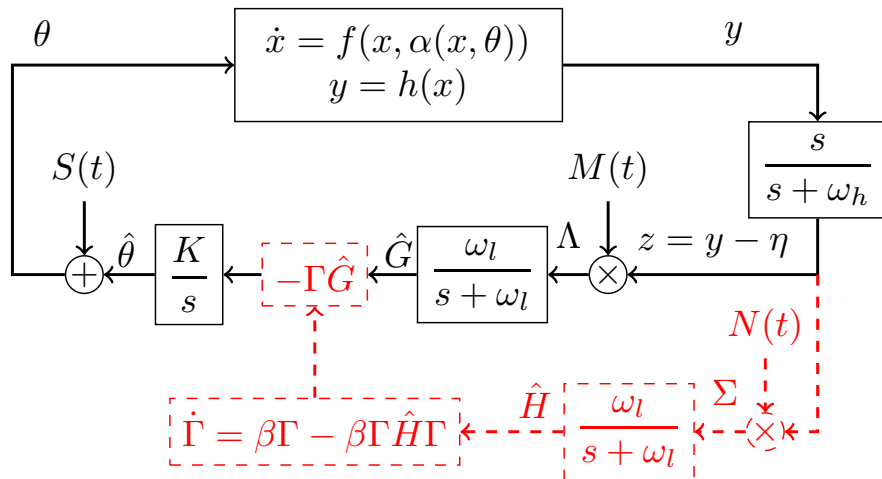 θ
ẋ = f(x, α(x, θ))
y = h(x)
y
S(t)
M(t)
s
s + ω_h
θ̂
+
K
s
-ΓĜ
Ĝ
ω_l
s + ω_l
Λ
×
z = y − η
N(t)
Γ̇ = βΓ − βΓĤΓ
Ĥ
ω_l
s + ω_l
Σ
×